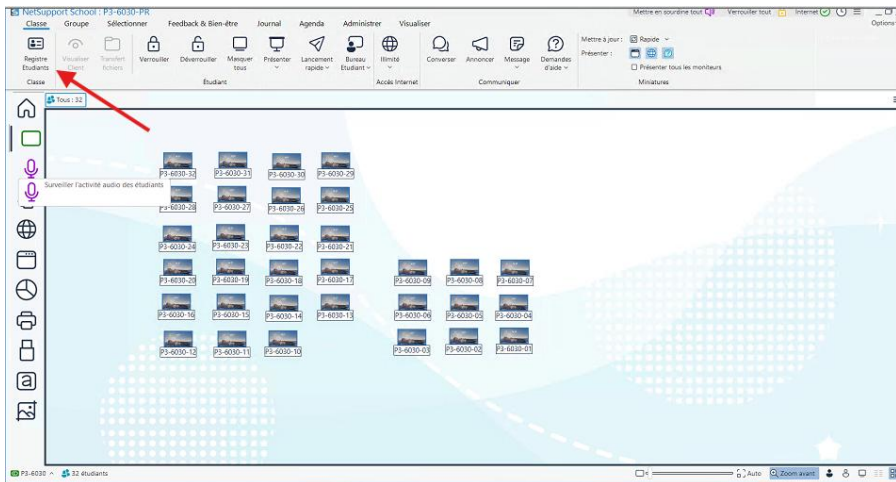 NetSupport School : P3-6030-PR
Mettre en sourdine tout Verrouiller tout Internet
Classe Groupe Sélectionner Feedback & Bien-être Journal Agenda Administrer Visualiser
Options
Registre Etudiants
Visualiser Client
Transfert fichiers
Verrouiller
Déverrouiller
Masquer tous
Présenter
Lancement rapide
Bureau Etudiant
Illimité
Converser
Annoncer
Message
Demandes d'aide
Mettre à jour : Rapide
Présenter :
Présenter tous les moniteurs
Classe Étudiant Accès Internet Communiquer Miniatures
Tous : 32
P3-6030-32 P3-6030-31 P3-6030-30 P3-6030-29
Surveiller l'activité audio des étudiants
P3-6030-28 P3-6030-27 P3-6030-26 P3-6030-25
P3-6030-24 P3-6030-23 P3-6030-22 P3-6030-21
P3-6030-20 P3-6030-19 P3-6030-18 P3-6030-17 P3-6030-09 P3-6030-08 P3-6030-07
P3-6030-16 P3-6030-15 P3-6030-14 P3-6030-13 P3-6030-06 P3-6030-05 P3-6030-04
P3-6030-12 P3-6030-11 P3-6030-10 P3-6030-03 P3-6030-02 P3-6030-01
a
P3-6030 32 étudiants Auto Zoom avant